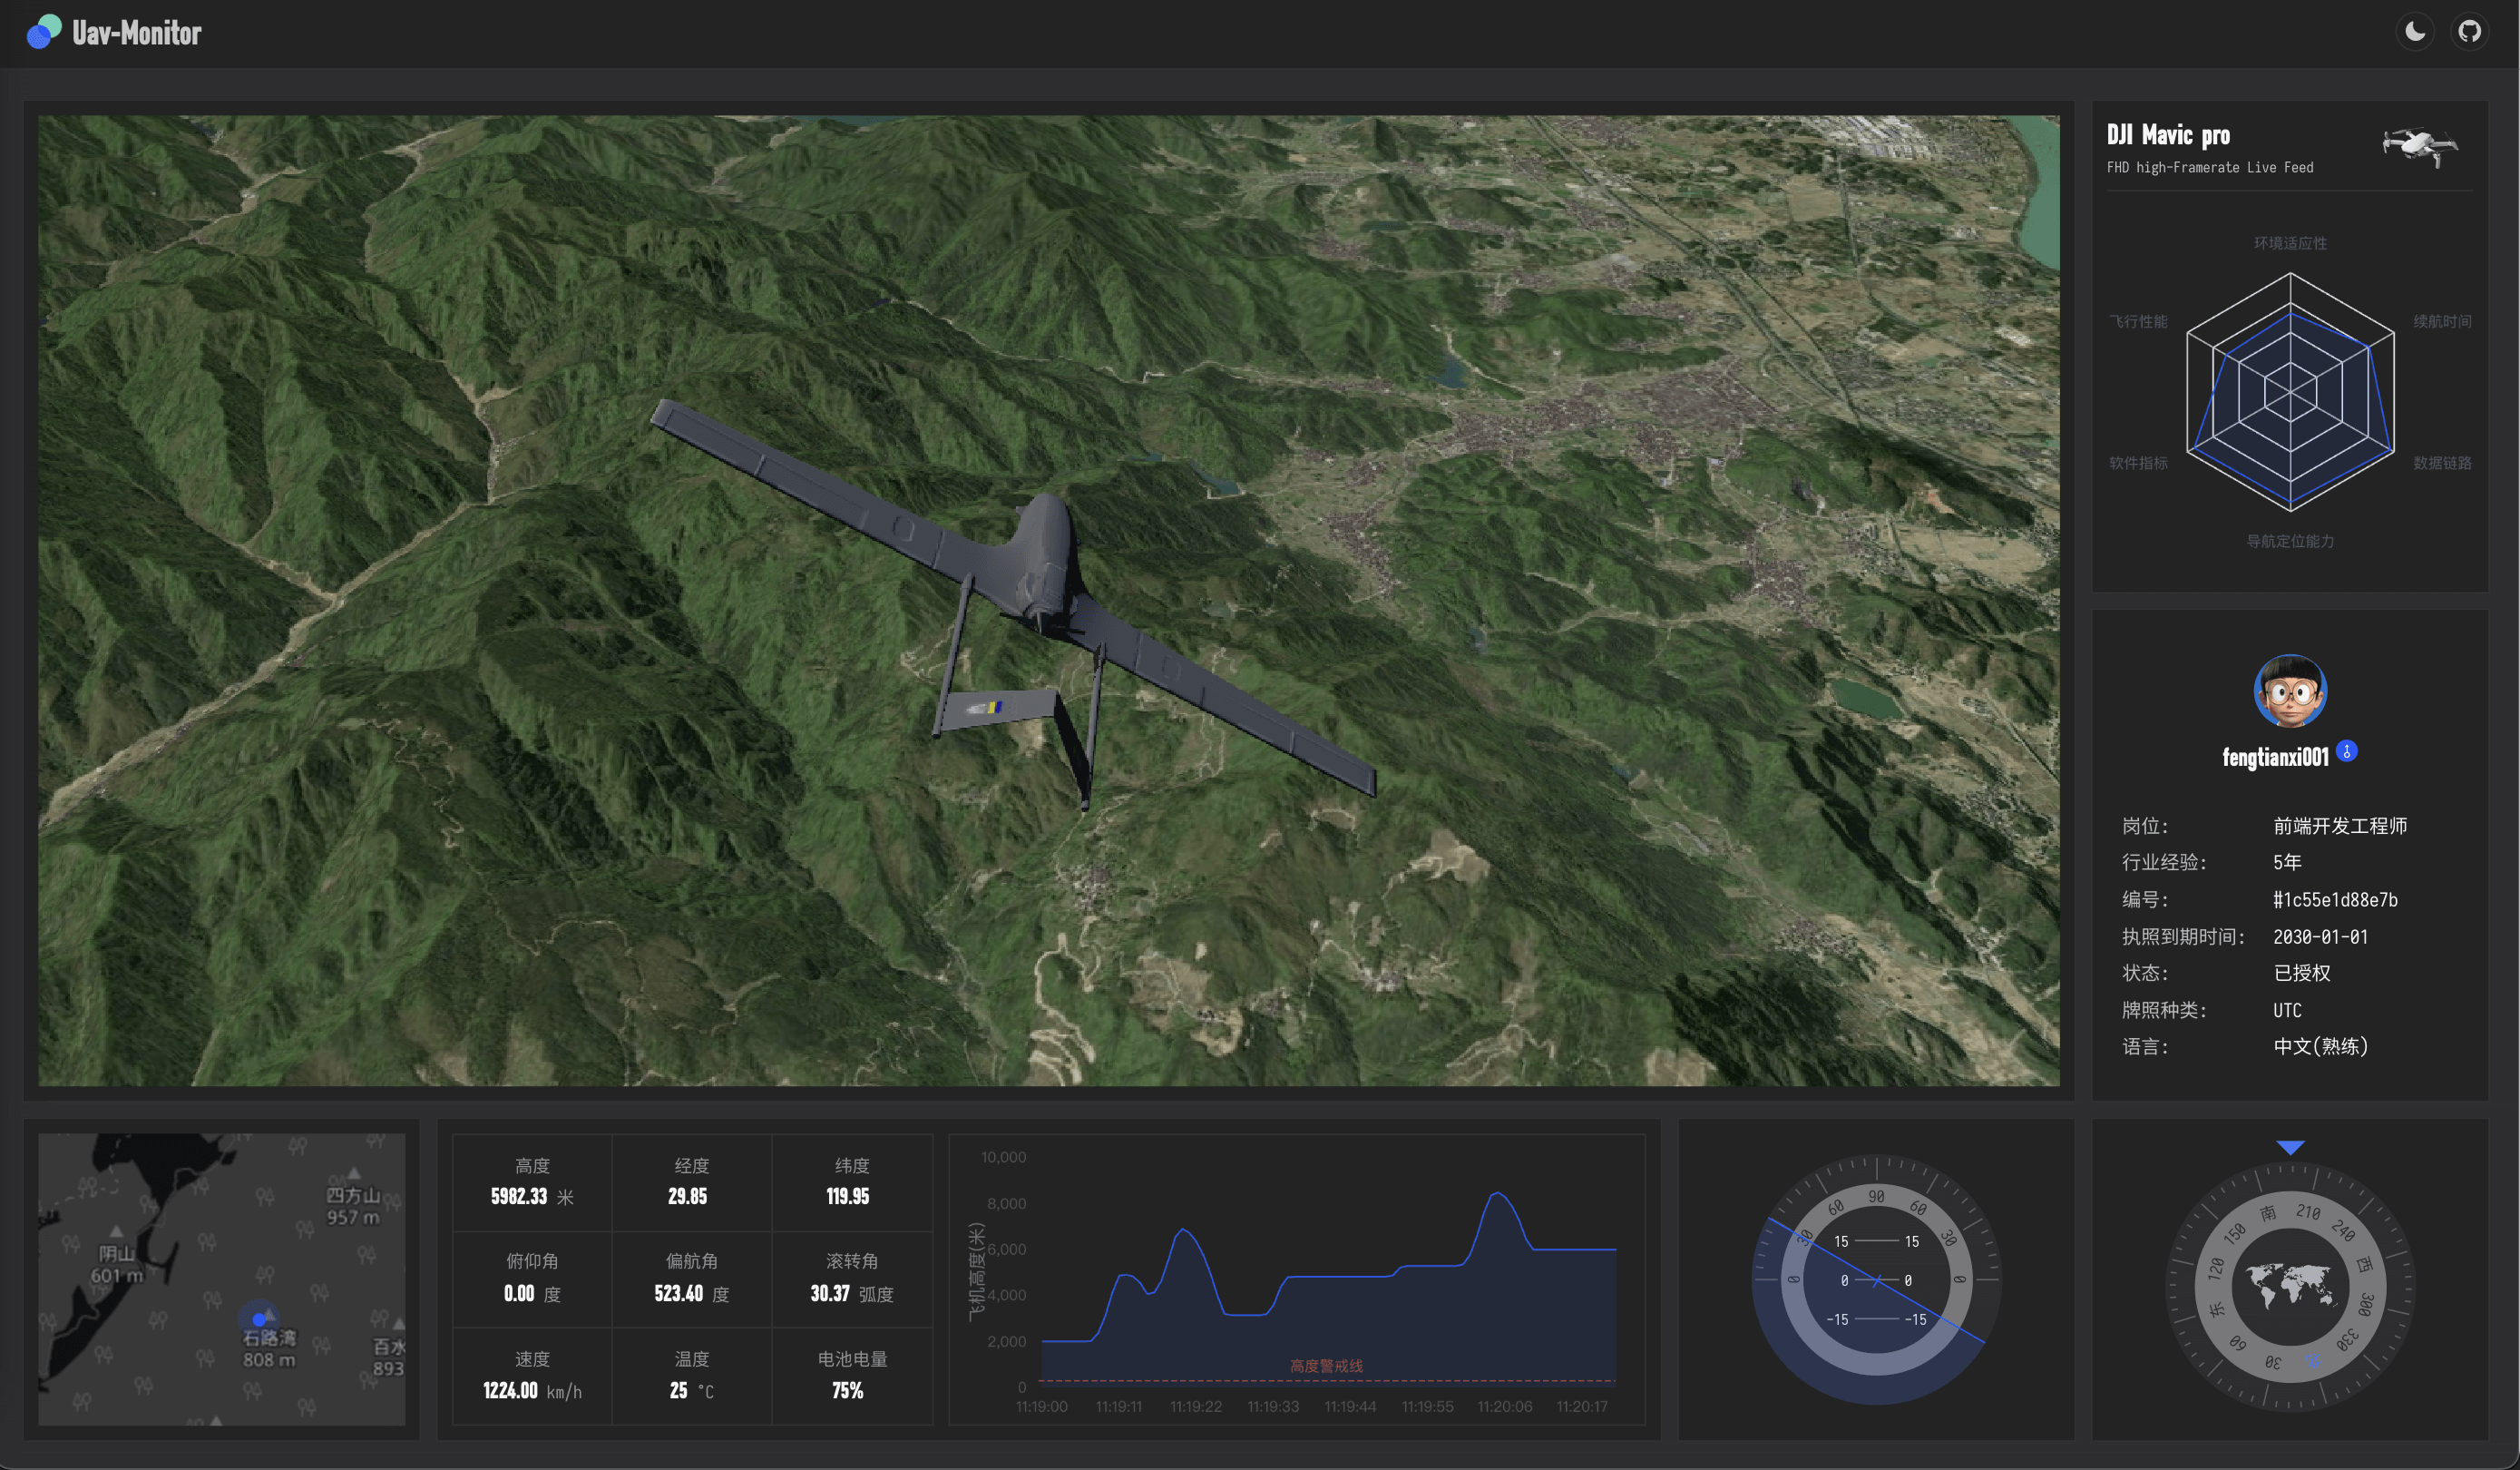 Uav-Monitor
DJI Mavic pro
FHD high-Framerate Live Feed
环境适应性
飞行性能
续航时间
软件指标
数据链路
导航定位能力
fengtianxi001
岗位: 前端开发工程师
行业经验: 5年
编号: #1c55e1d88e7b
执照到期时间: 2030-01-01
状态: 已授权
牌照种类: UTC
语言: 中文(熟练)
四方山
957 m
阴山
601 m
石路湾
808 m
百水
893
高度
5982.33 米
经度
29.85
纬度
119.95
俯仰角
0.00 度
偏航角
523.40 度
滚转角
30.37 弧度
速度
1224.00 km/h
温度
25 °C
电池电量
75%
飞机高度(米)
10,000
8,000
6,000
4,000
2,000
0
高度警戒线
11:19:00 11:19:11 11:19:22 11:19:33 11:19:44 11:19:55 11:20:06 11:20:17
90
60 60
30 30
0 0
15 15
0 0
-15 -15
南 210 240 西 300 330 30 60 东 120 150